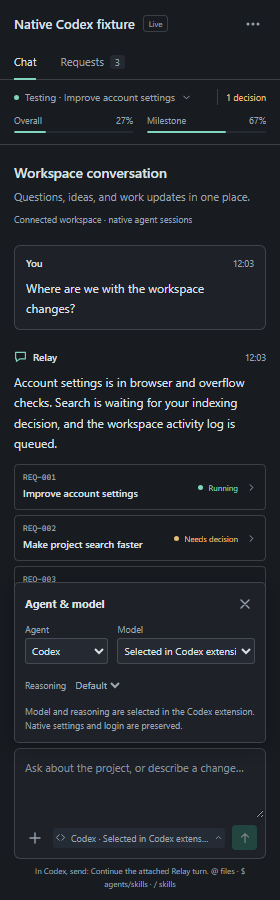 Native Codex fixture Live
Chat Requests 3
Testing · Improve account settings 1 decision
Overall 27% Milestone 67%
Workspace conversation
Questions, ideas, and work updates in one place.
Connected workspace · native agent sessions
You 12:03
Where are we with the workspace
changes?
Relay 12:03
Account settings is in browser and overflow
checks. Search is waiting for your indexing
decision, and the workspace activity log is
queued.
REQ-001
Improve account settings Running
REQ-002
Make project search faster Needs decision
REQ-003
Agent & model
Agent Model
Codex Selected in Codex extensi
Reasoning Default
Model and reasoning are selected in the Codex extension.
Native settings and login are preserved.
Ask about the project, or describe a change...
Codex · Selected in Codex extens...
In Codex, send: Continue the attached Relay turn. @ files · $
agents/skills · / skills